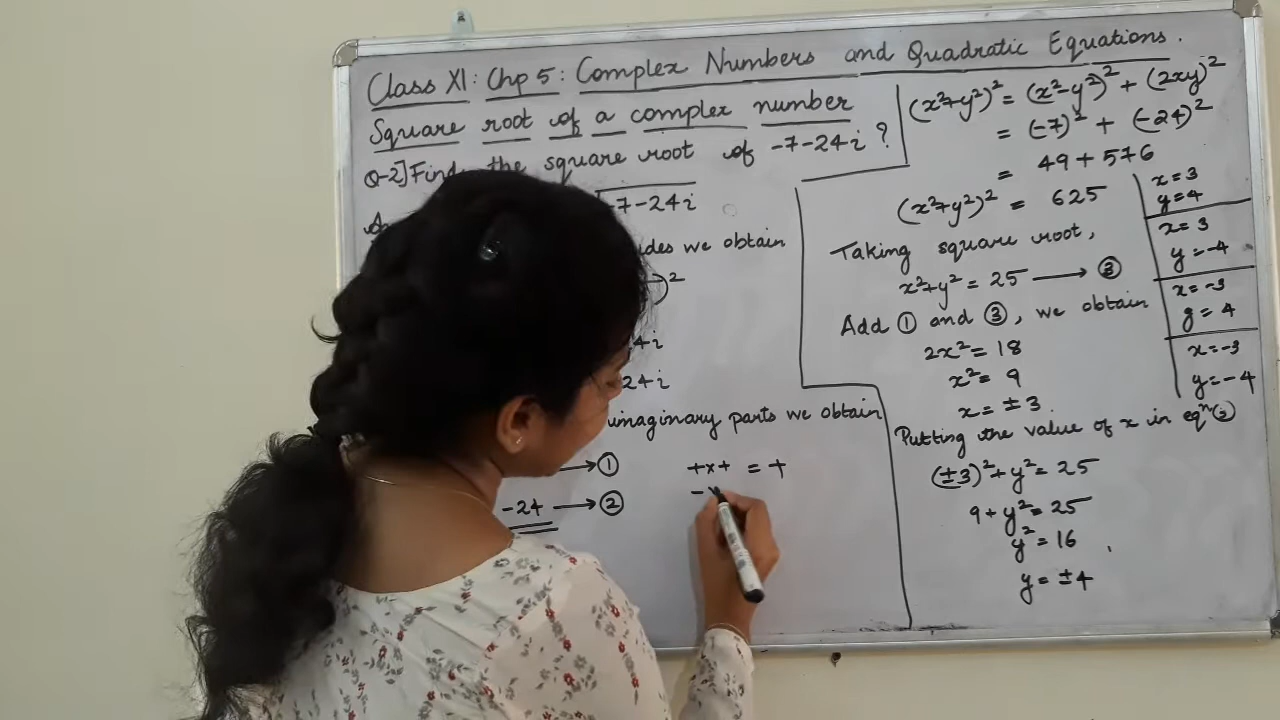 Class XI: Chp 5: Complex Numbers and Quadratic Equations.
Square root of a complex number
Q-2] Find the square root of -7-24i ?
-7-24i
sides we obtain
)²
4i
24i
imaginary parts we obtain
→ ①
-24 → ②
+x+ = +
-
(x²+y²)² = (x²-y²)² + (2xy)²
= (-7)² + (-24)²
= 49 + 576
(x²+y²)² = 625
Taking square root,
x²+y² = 25 → ③
Add ① and ③, we obtain
2x² = 18
x² = 9
x = ±3
Putting the value of x in eqⁿ ③
(±3)² + y² = 25
9 + y² = 25
y² = 16
y = ±4
x = 3
y = 4
x = 3
y = -4
x = -3
y = 4
x = -3
y = -4